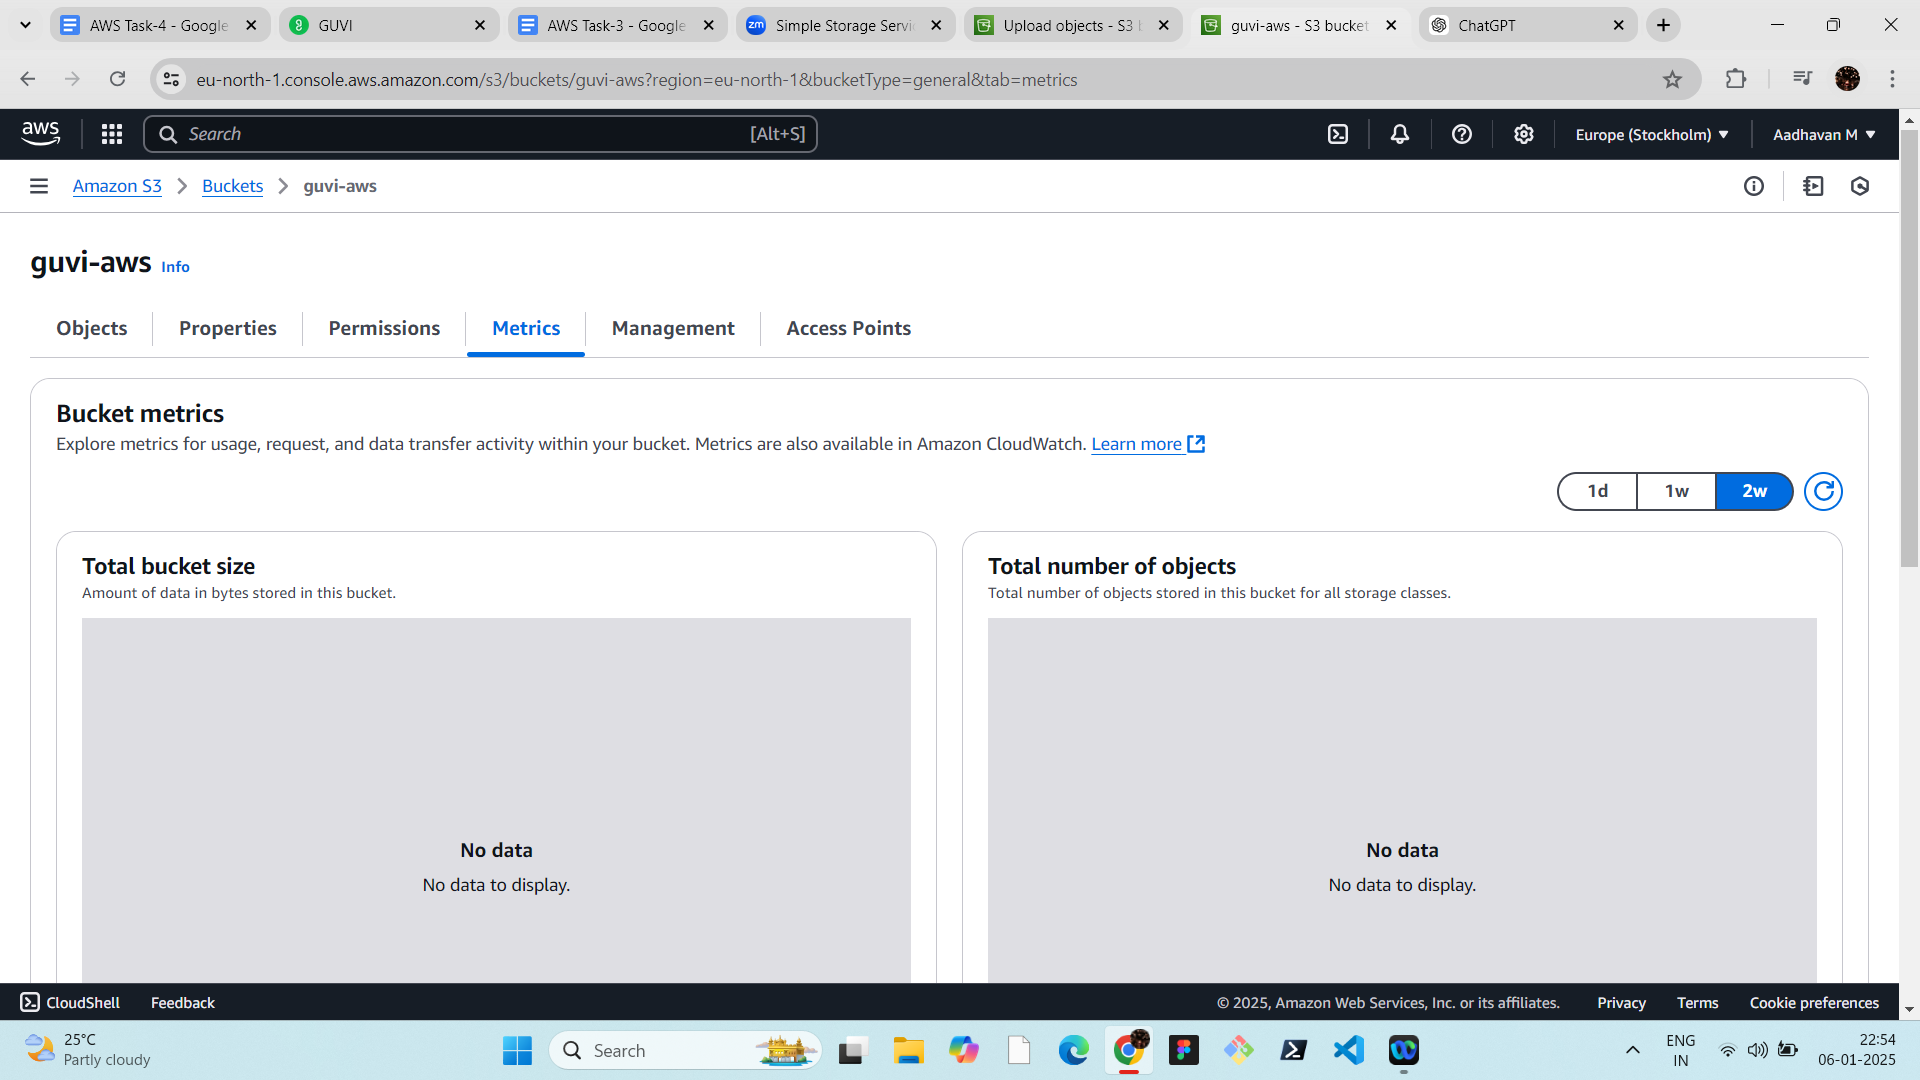 AWS Task-4 - Google
GUVI
AWS Task-3 - Google
zm
Simple Storage Servi
Upload objects - S3 b
guvi-aws - S3 bucket
ChatGPT
eu-north-1.console.aws.amazon.com/s3/buckets/guvi-aws?region=eu-north-1&bucketType=general&tab=metrics
aws
Search
[Alt+S]
Europe (Stockholm)
Aadhavan M
Amazon S3
Buckets
guvi-aws
guvi-aws Info
Objects
Properties
Permissions
Metrics
Management
Access Points
Bucket metrics
Explore metrics for usage, request, and data transfer activity within your bucket. Metrics are also available in Amazon CloudWatch. Learn more
1d
1w
2w
Total bucket size
Amount of data in bytes stored in this bucket.
No data
No data to display.
Total number of objects
Total number of objects stored in this bucket for all storage classes.
No data
No data to display.
CloudShell
Feedback
© 2025, Amazon Web Services, Inc. or its affiliates.
Privacy
Terms
Cookie preferences
25°C
Partly cloudy
Search
ENG
IN
22:54
06-01-2025